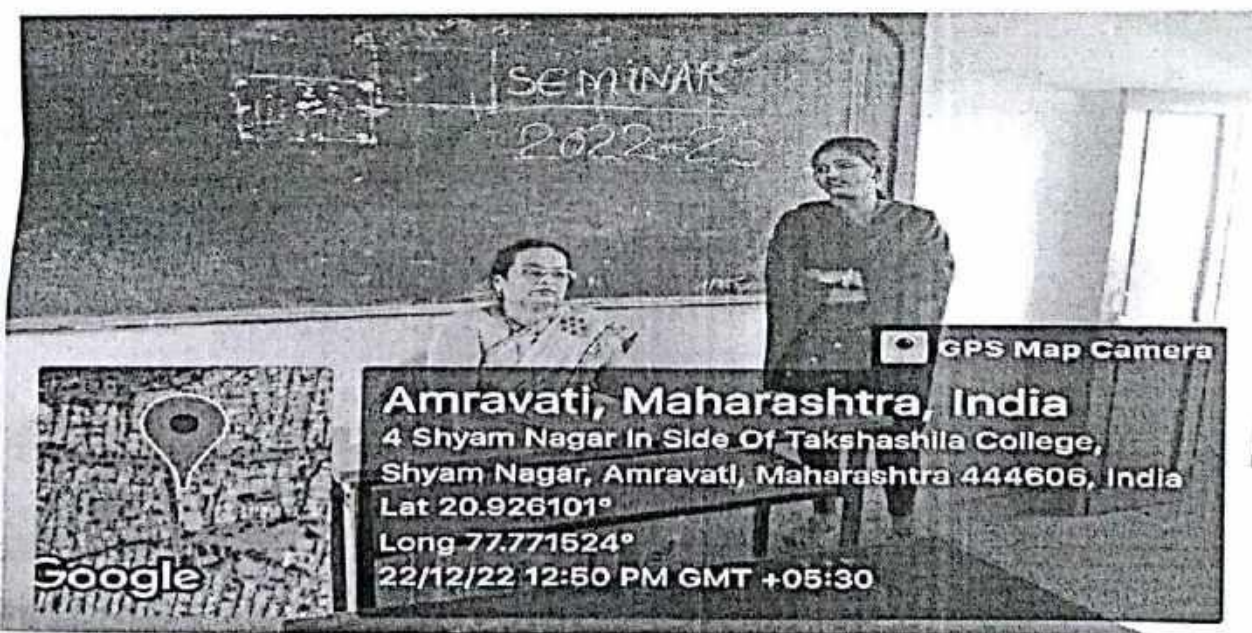 SEMINAR
2022-23
GPS Map Camera
Amravati, Maharashtra, India
4 Shyam Nagar In Side Of Takshashila College,
Shyam Nagar, Amravati, Maharashtra 444606, India
Lat 20.926101°
Long 77.771524°
22/12/22 12:50 PM GMT +05:30
Google